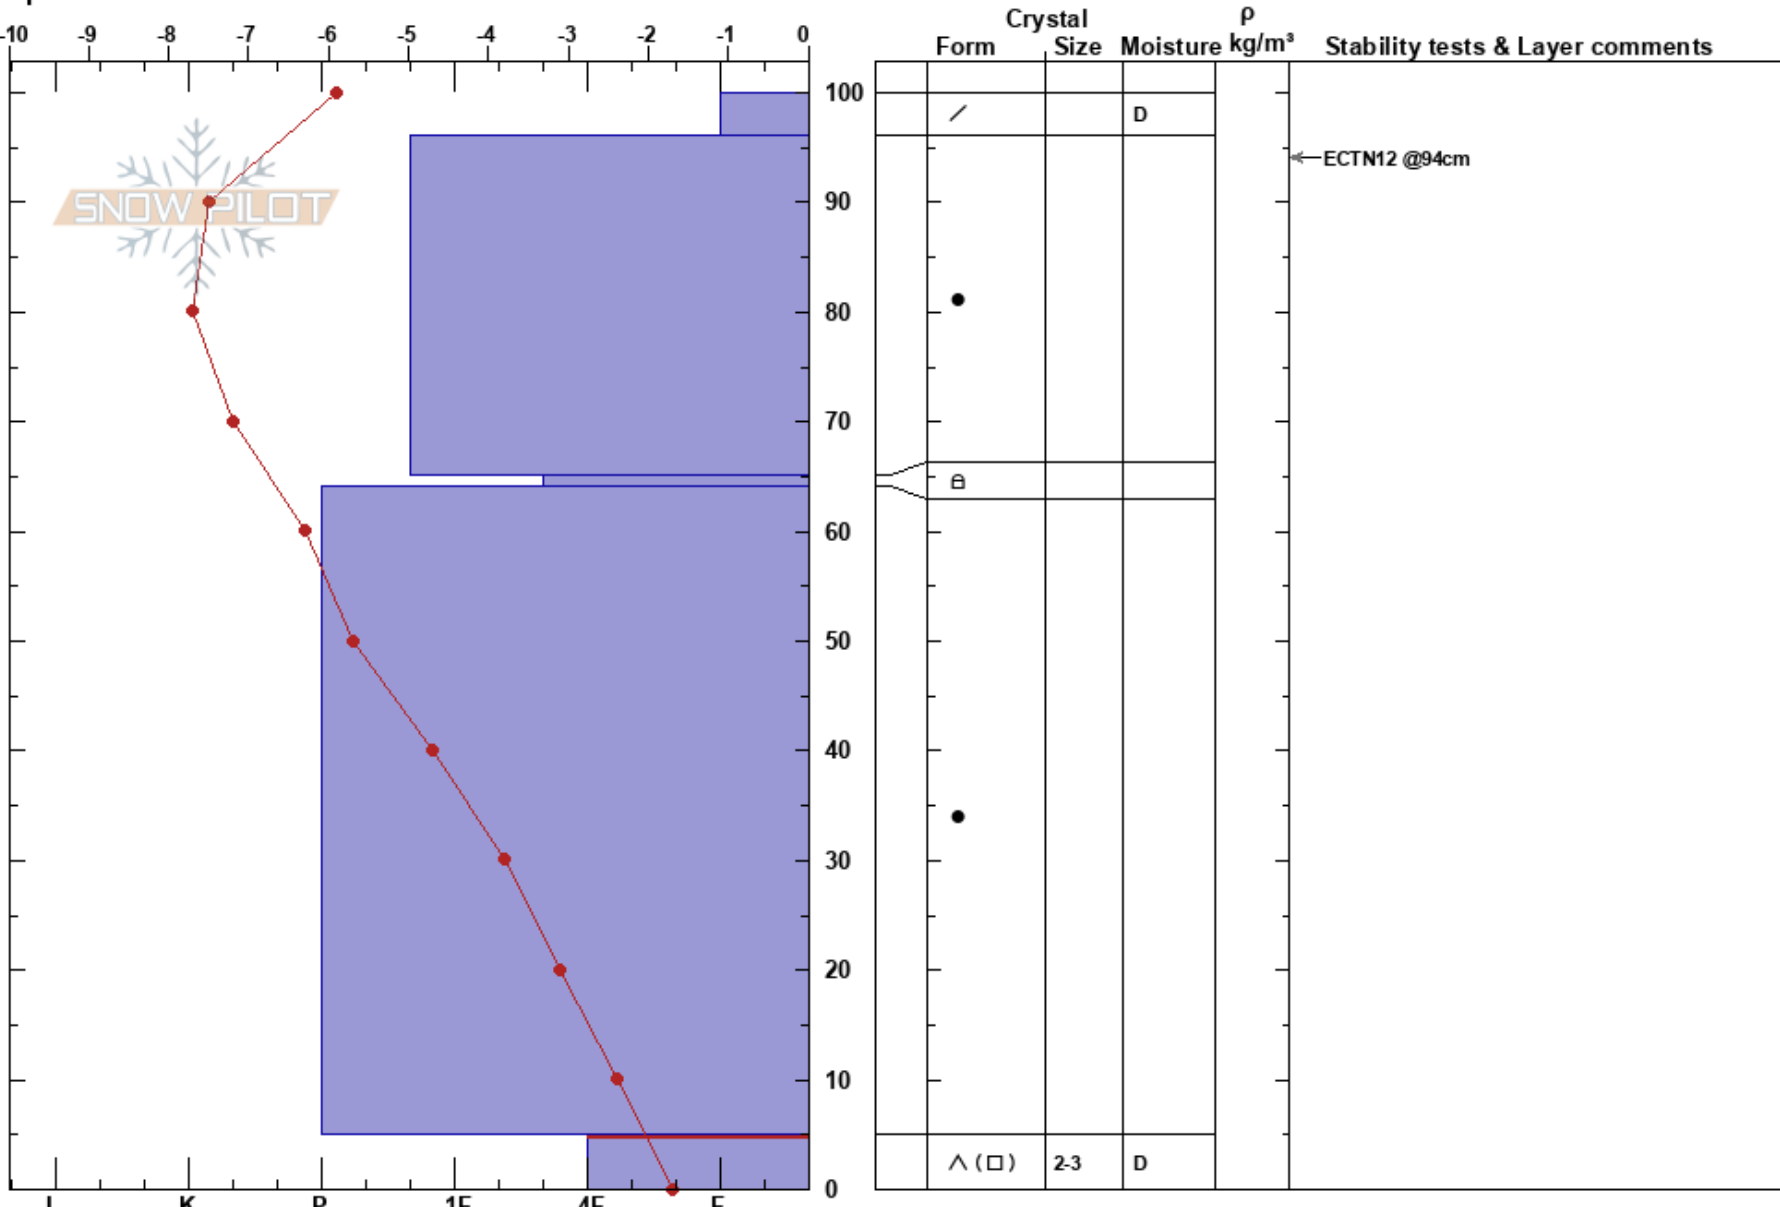 Crystal ρ
-10 -9 -8 -7 -6 -5 -4 -3 -2 -1 0 Form Size Moisture kg/m³ Stability tests & Layer comments
100
D
ECTN12 @94cm
SNOW PILOT
90
80
70
60
50
40
30
20
10
2-3 D
0
I K P 1F 4F F